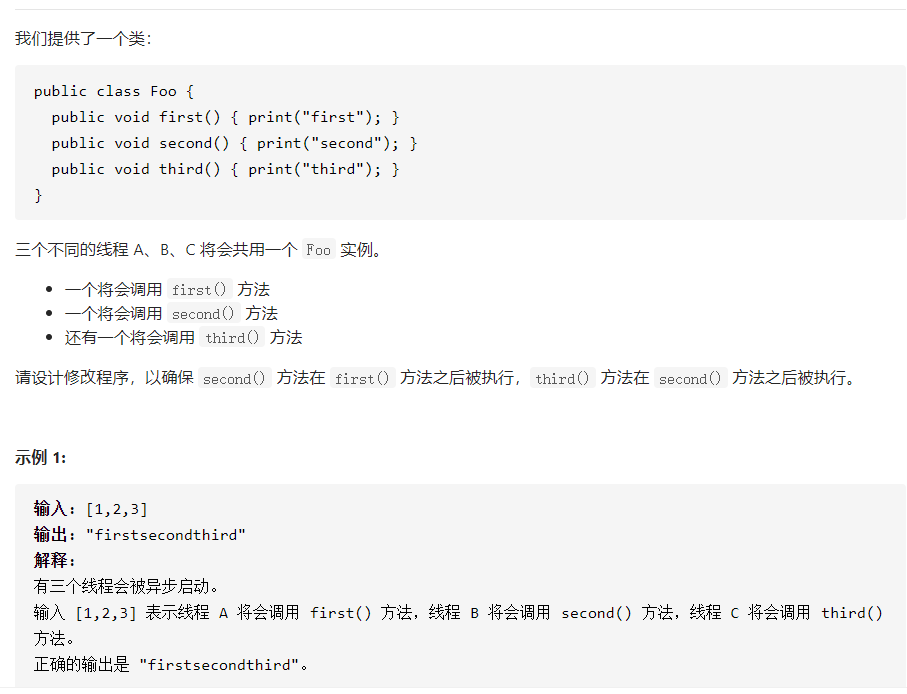 我们提供了一个类：
public class Foo {
  public void first() { print("first"); }
  public void second() { print("second"); }
  public void third() { print("third"); }
}
三个不同的线程 A、B、C 将会共用一个 Foo 实例。
一个将会调用 first() 方法
一个将会调用 second() 方法
还有一个将会调用 third() 方法
请设计修改程序，以确保 second() 方法在 first() 方法之后被执行，third() 方法在 second() 方法之后被执行。
示例 1:
输入: [1,2,3]
输出: "firstsecondthird"
解释:
有三个线程会被异步启动。
输入 [1,2,3] 表示线程 A 将会调用 first() 方法，线程 B 将会调用 second() 方法，线程 C 将会调用 third()
方法。
正确的输出是 "firstsecondthird"。